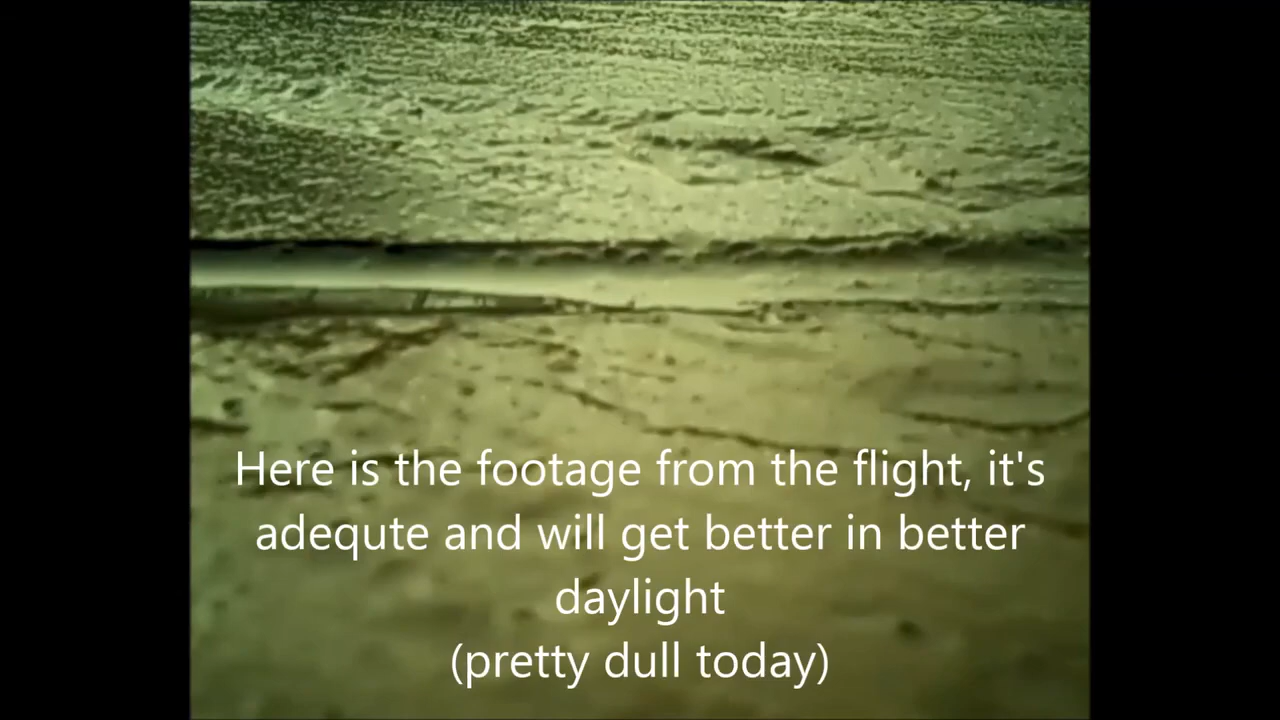 Here is the footage from the flight, it's
adequte and will get better in better
daylight
(pretty dull today)